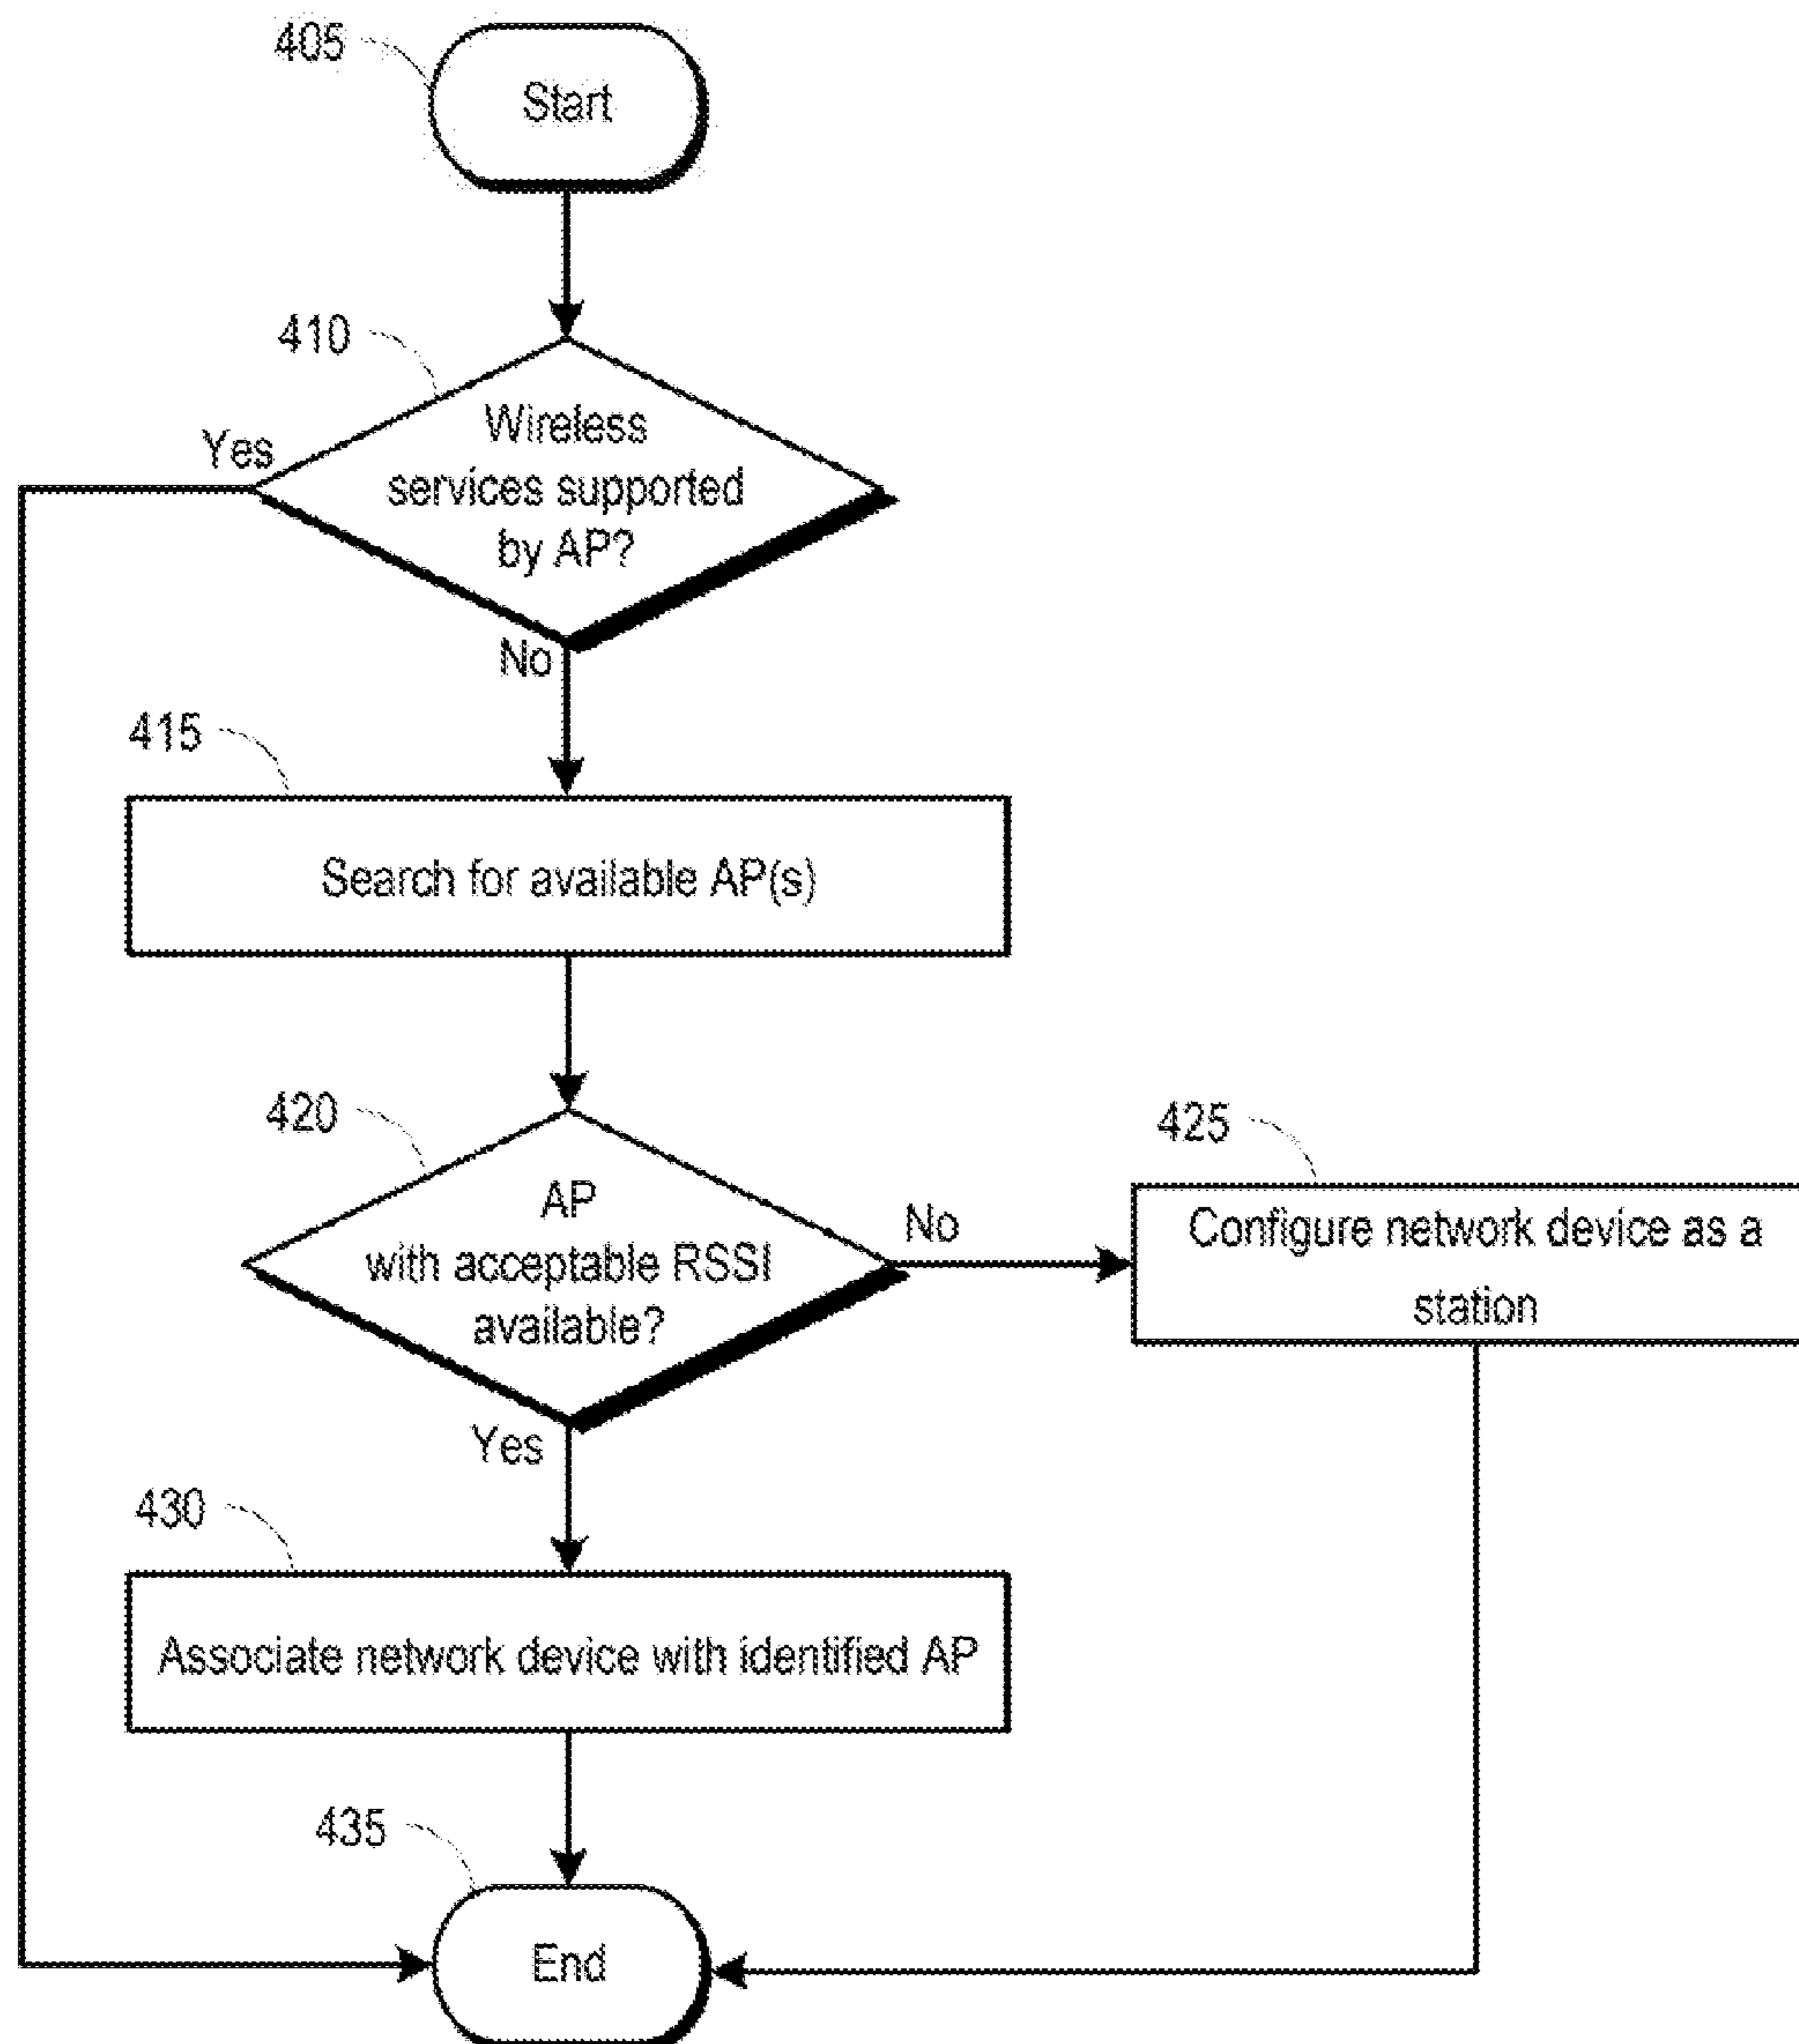 405
Start
410
Wireless
services supported
by AP?
Yes
No
415
Search for available AP(s)
420
AP
with acceptable RSSI
available?
No
425
Configure network device as a
station
Yes
430
Associate network device with identified AP
435
End